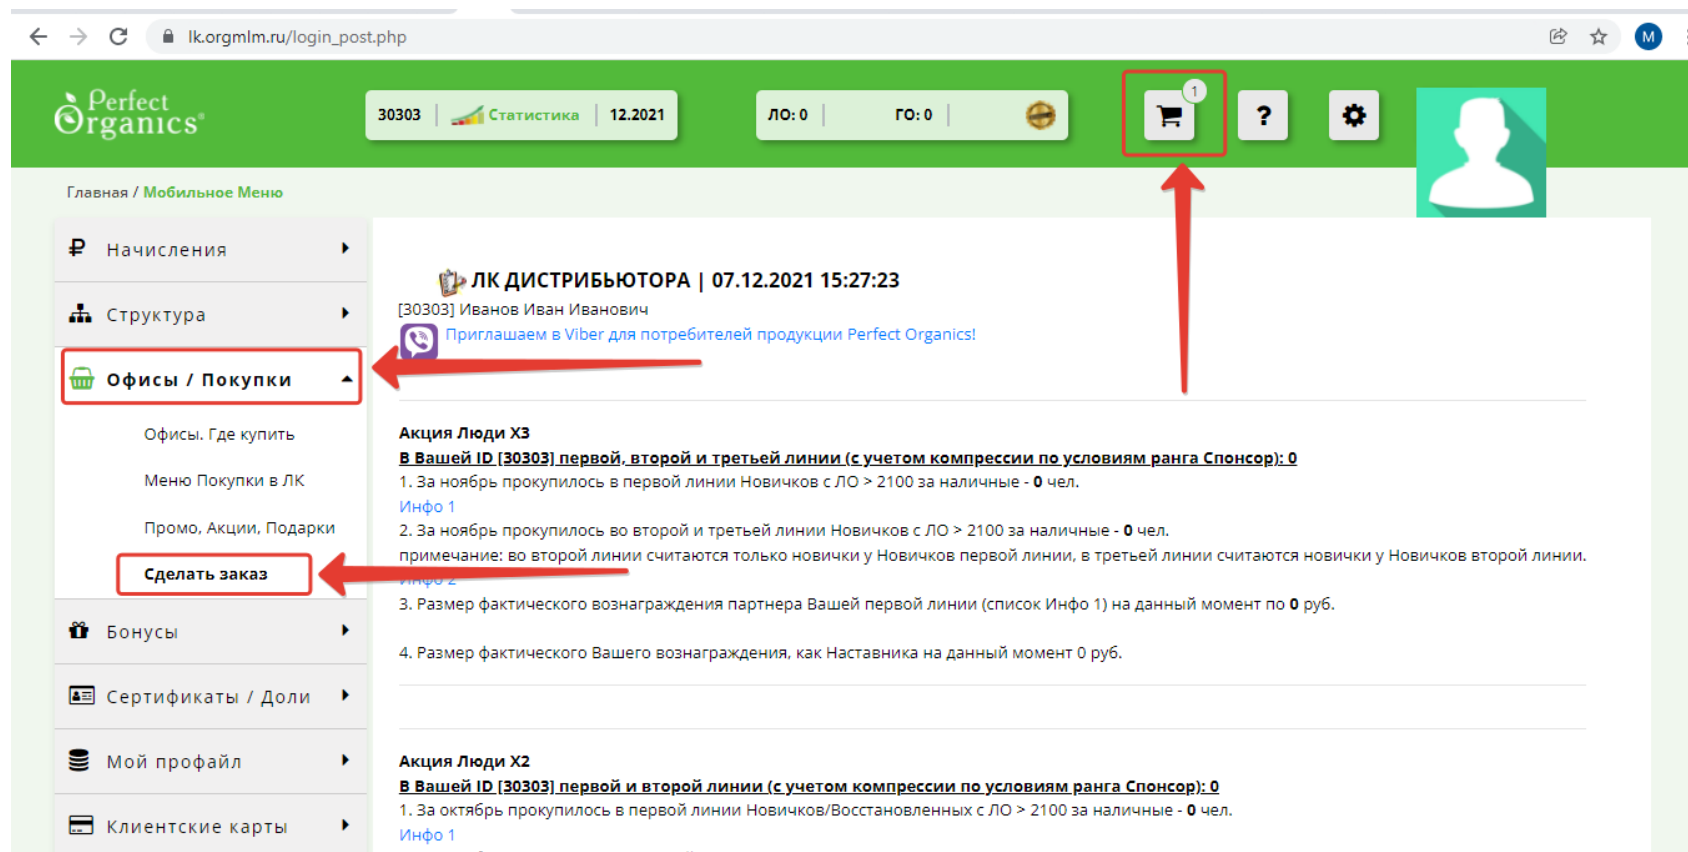 lk.orgmlm.ru/login_post.php
M
Perfect
Organics®
30303 Статистика 12.2021
ЛО: 0 ГО: 0
1
?
Главная / Мобильное Меню
Начисления
Структура
Офисы / Покупки
Офисы. Где купить
Меню Покупки в ЛК
Промо, Акции, Подарки
Сделать заказ
Бонусы
Сертификаты / Доли
Мой профайл
Клиентские карты
ЛК ДИСТРИБЬЮТОРА | 07.12.2021 15:27:23
[30303] Иванов Иван Иванович
Приглашаем в Viber для потребителей продукции Perfect Organics!
Акция Люди Х3
В Вашей ID [30303] первой, второй и третьей линии (с учетом компрессии по условиям ранга Спонсор): 0
1. За ноябрь прокупилось в первой линии Новичков с ЛО > 2100 за наличные - 0 чел.
Инфо 1
2. За ноябрь прокупилось во второй и третьей линии Новичков с ЛО > 2100 за наличные - 0 чел.
примечание: во второй линии считаются только новички у Новичков первой линии, в третьей линии считаются новички у Новичков второй линии.
Инфо 2
3. Размер фактического вознаграждения партнера Вашей первой линии (список Инфо 1) на данный момент по 0 руб.
4. Размер фактического Вашего вознаграждения, как Наставника на данный момент 0 руб.
Акция Люди Х2
В Вашей ID [30303] первой и второй линии (с учетом компрессии по условиям ранга Спонсор): 0
1. За октябрь прокупилось в первой линии Новичков/Восстановленных с ЛО > 2100 за наличные - 0 чел.
Инфо 1